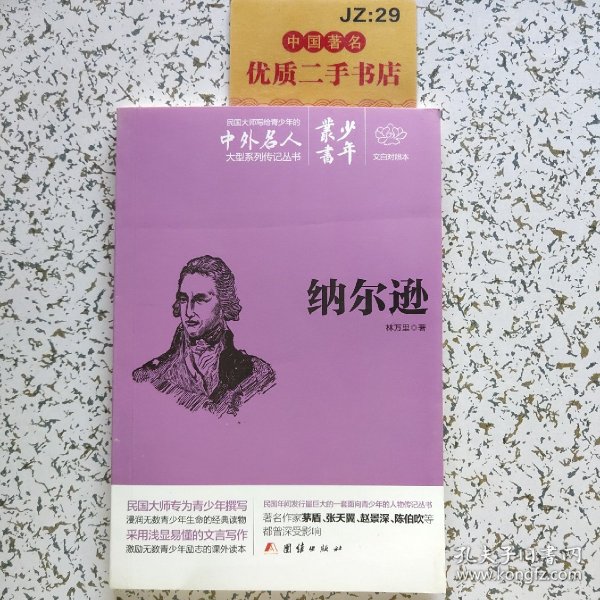 JZ:29
中国著名
优质二手书店
民国大师写给青少年的
中外名人
大型系列传记丛书
少年
叢書
文白对照本
纳尔逊
林万里◇著
民国大师专为青少年撰写
浸润无数青少年生命的经典读物
采用浅显易懂的文言写作
激励无数青少年励志的课外读本
民国年间发行量巨大的一套面向青少年的人物传记丛书
著名作家茅盾、张天翼、赵景深、陈伯吹等
都曾深受影响
团结出版社
孔夫子旧书网
www.kongfz.com